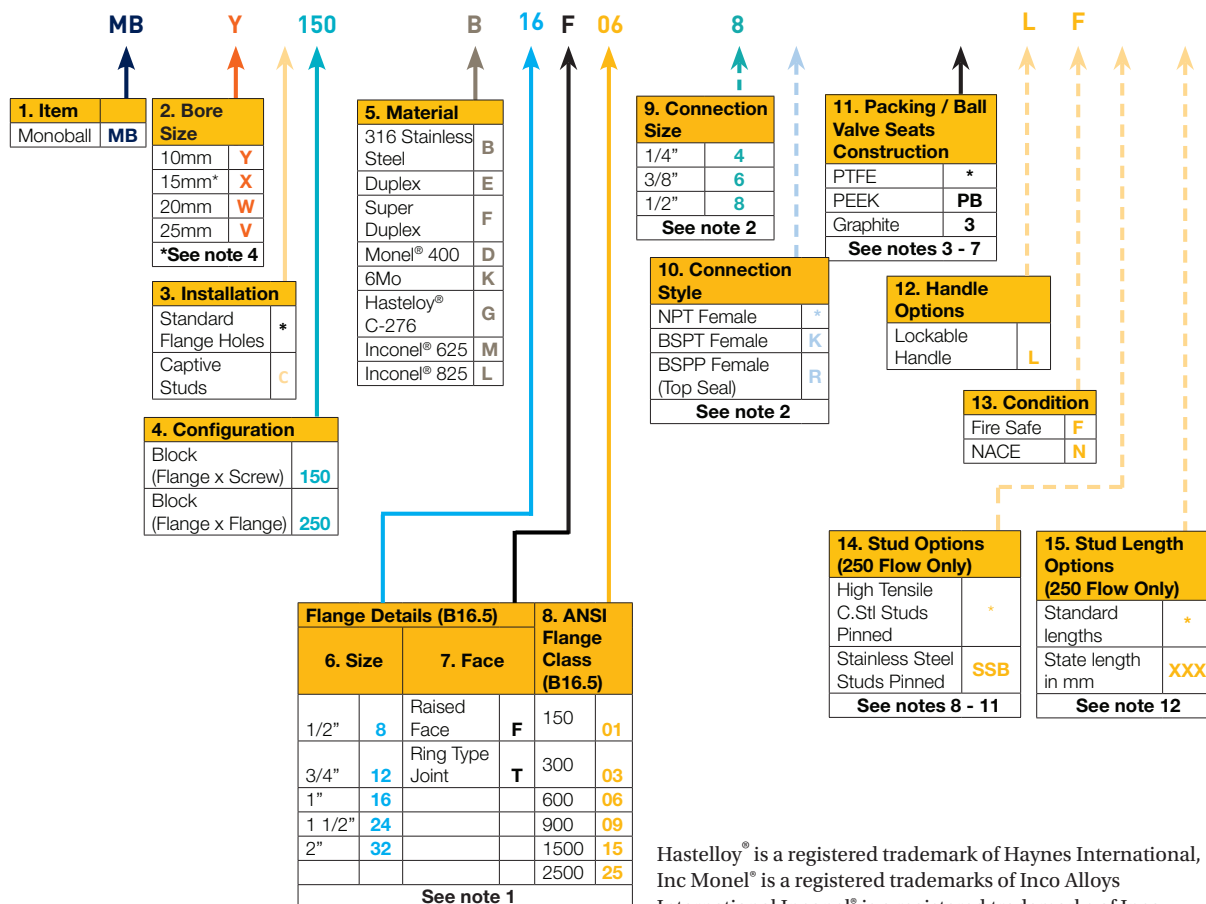 MB Y 150 B 16 F 06 8 L F
1. Item
Monoball MB
2. Bore
Size
10mm Y
15mm* X
20mm W
25mm V
*See note 4
3. Installation
Standard
Flange Holes *
Captive
Studs C
4. Configuration
Block
(Flange x Screw) 150
Block
(Flange x Flange) 250
5. Material
316 Stainless
Steel B
Duplex E
Super
Duplex F
Monel® 400 D
6Mo K
Hasteloy®
C-276 G
Inconel® 625 M
Inconel® 825 L
Flange Details (B16.5)
6. Size
7. Face
8. ANSI
Flange
Class
(B16.5)
1/2” 8 Raised
Face F 150 01
3/4” 12 Ring Type
Joint T 300 03
1” 16 600 06
1 1/2” 24 900 09
2” 32 1500 15
2500 25
See note 1
9. Connection
Size
1/4” 4
3/8” 6
1/2” 8
See note 2
10. Connection
Style
NPT Female *
BSPT Female K
BSPP Female
(Top Seal) R
See note 2
11. Packing / Ball
Valve Seats
Construction
PTFE *
PEEK PB
Graphite 3
See notes 3 - 7
12. Handle
Options
Lockable
Handle L
13. Condition
Fire Safe F
NACE N
14. Stud Options
(250 Flow Only)
High Tensile
C.Stl Studs
Pinned *
Stainless Steel
Studs Pinned SSB
See notes 8 - 11
15. Stud Length
Options
(250 Flow Only)
Standard
lengths *
State length
in mm XXX
See note 12
Hastelloy® is a registered trademark of Haynes International,
Inc Monel® is a registered trademarks of Inco Alloys